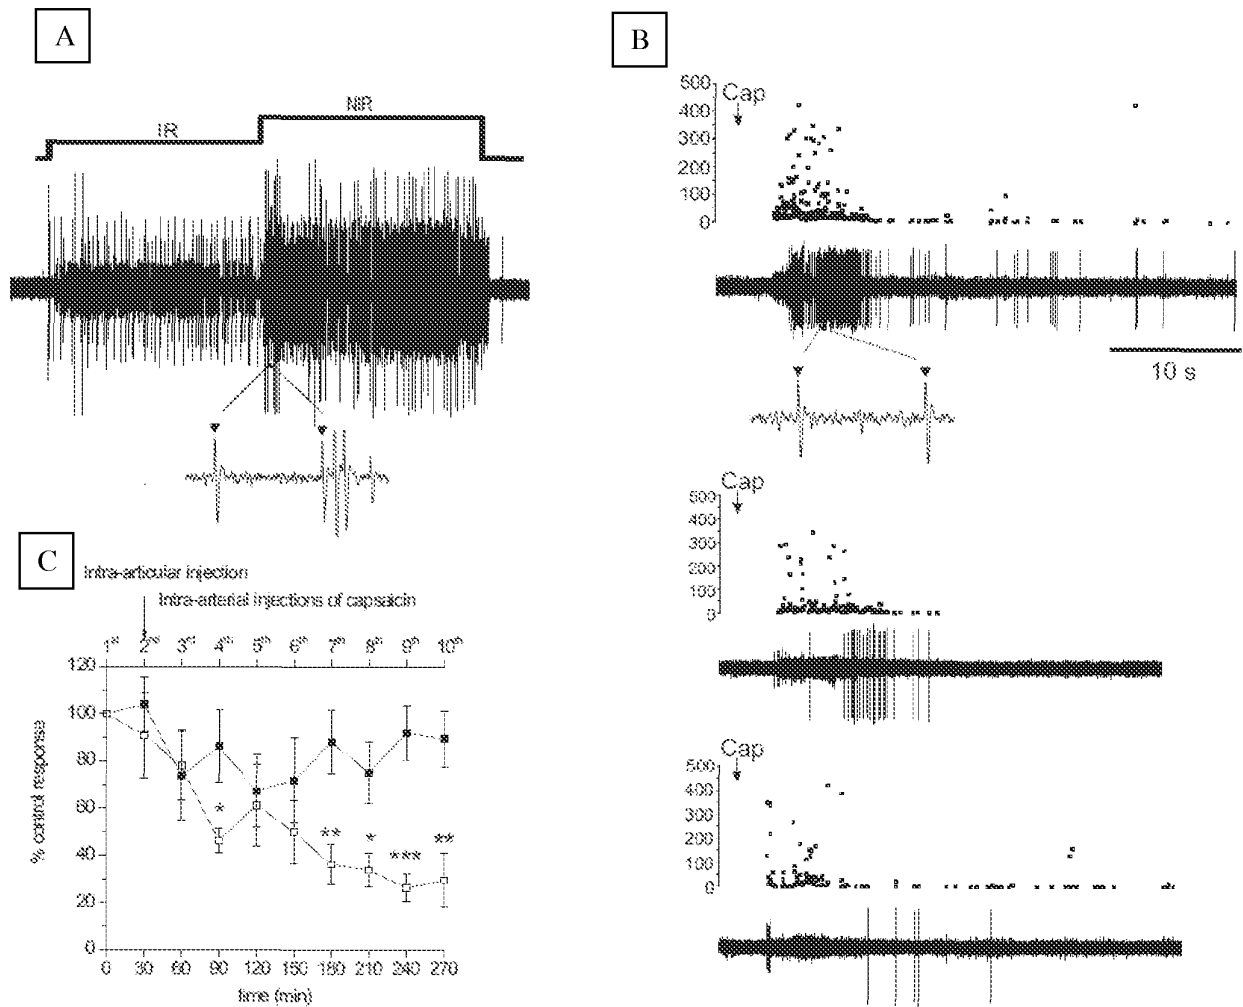 A
NIR
IR
B
500
400
300
200
100
0
Cap
10 s
Cap
500
400
300
200
100
0
Cap
500
400
300
200
100
0
C
Intra-articular injection
Intra-arterial injections of capsaicin
1st 2nd 3rd 4th 5th 6th 7th 8th 9th 10th
120
100
80
60
40
20
0
% control response
* ** * *** **
0 30 60 90 120 150 180 210 240 270
time (min)